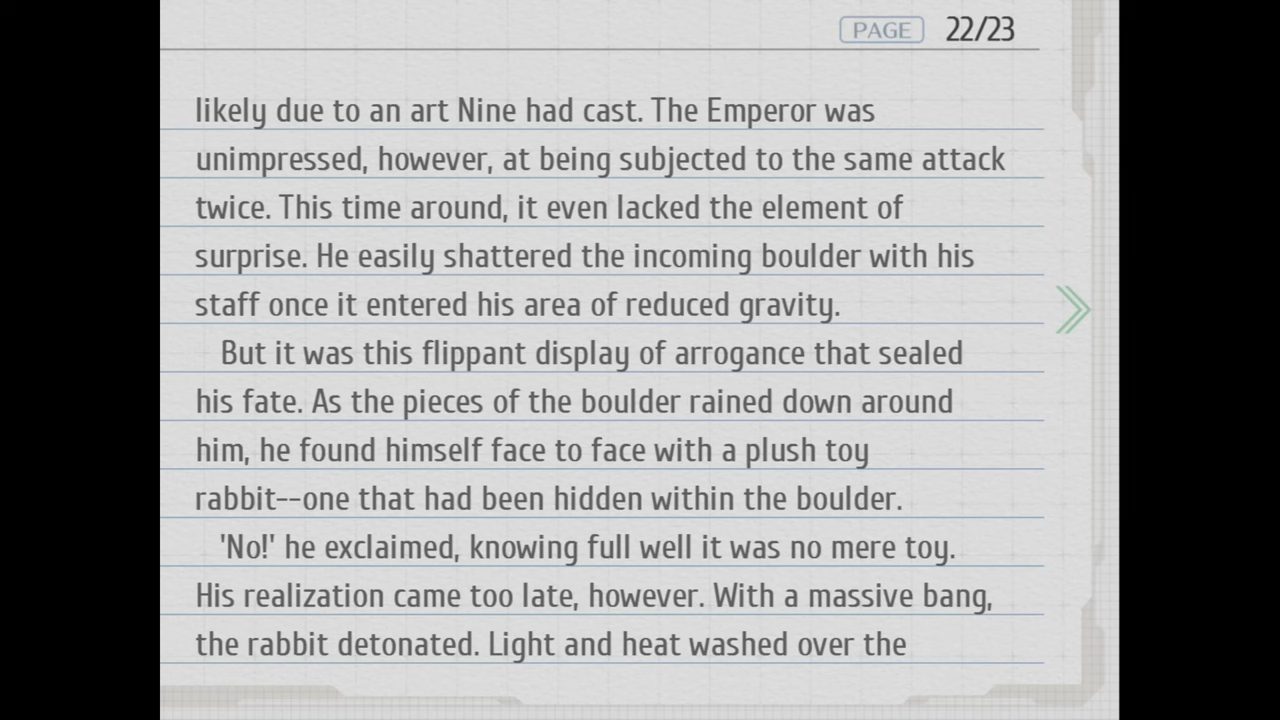 PAGE 22/23
likely due to an art Nine had cast. The Emperor was
unimpressed, however, at being subjected to the same attack
twice. This time around, it even lacked the element of
surprise. He easily shattered the incoming boulder with his
staff once it entered his area of reduced gravity.
But it was this flippant display of arrogance that sealed
his fate. As the pieces of the boulder rained down around
him, he found himself face to face with a plush toy
rabbit--one that had been hidden within the boulder.
'No!' he exclaimed, knowing full well it was no mere toy.
His realization came too late, however. With a massive bang,
the rabbit detonated. Light and heat washed over the